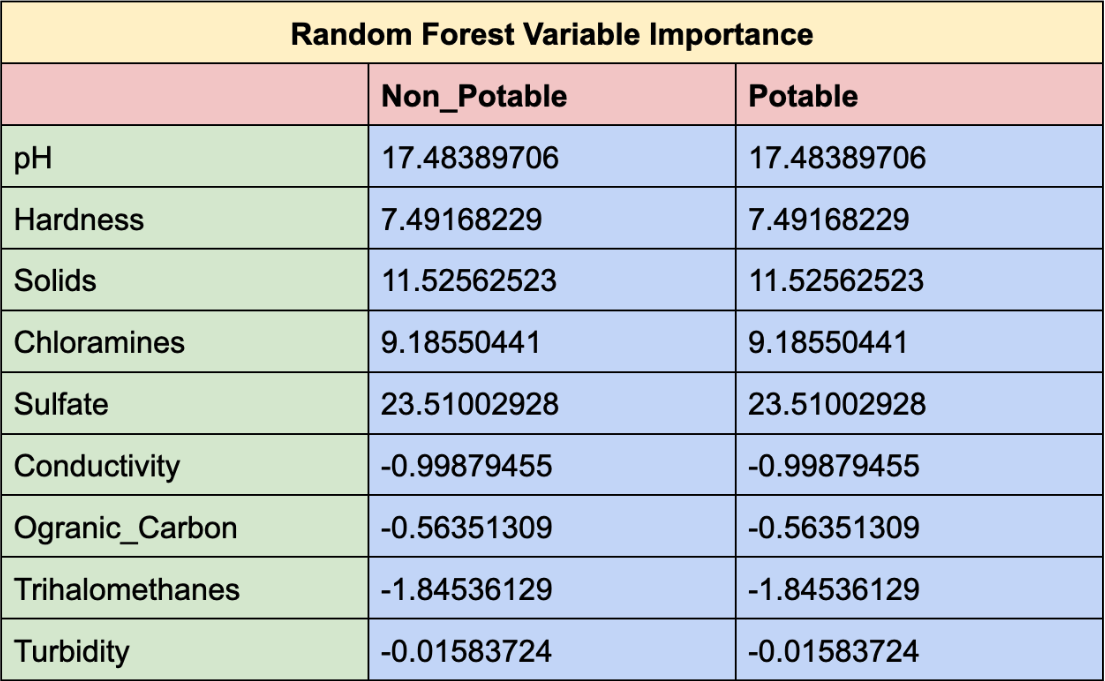 Random Forest Variable Importance
Non_Potable Potable
pH 17.48389706 17.48389706
Hardness 7.49168229 7.49168229
Solids 11.52562523 11.52562523
Chloramines 9.18550441 9.18550441
Sulfate 23.51002928 23.51002928
Conductivity -0.99879455 -0.99879455
Ogranic_Carbon -0.56351309 -0.56351309
Trihalomethanes -1.84536129 -1.84536129
Turbidity -0.01583724 -0.01583724